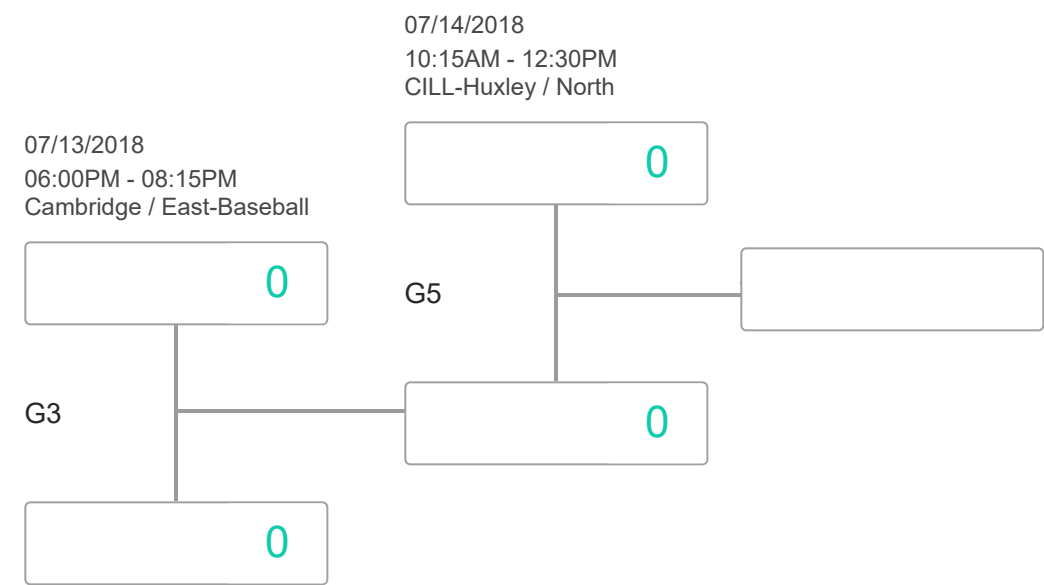 07/14/2018
10:15AM - 12:30PM
CILL-Huxley / North
0
07/13/2018
06:00PM - 08:15PM
Cambridge / East-Baseball
0
G5
G3
0
0